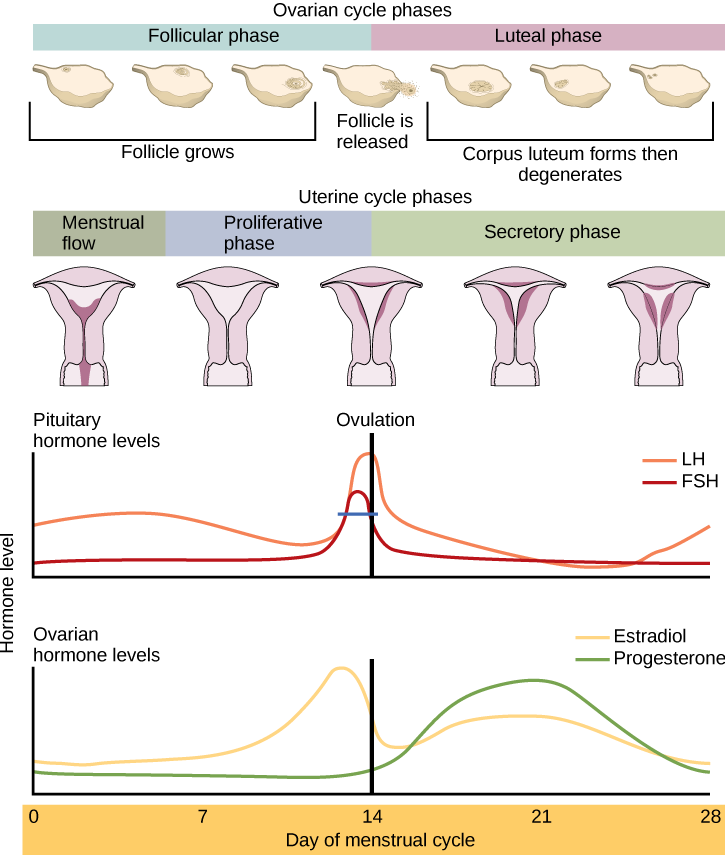 Ovarian cycle phases
Follicular phase
Luteal phase
Follicle grows
Follicle is
released
Corpus luteum forms then
degenerates
Uterine cycle phases
Menstrual
flow
Proliferative
phase
Secretory phase
Pituitary
hormone levels
Ovulation
LH
FSH
Hormone level
Ovarian
hormone levels
Estradiol
Progesterone
0 7 14 21 28
Day of menstrual cycle